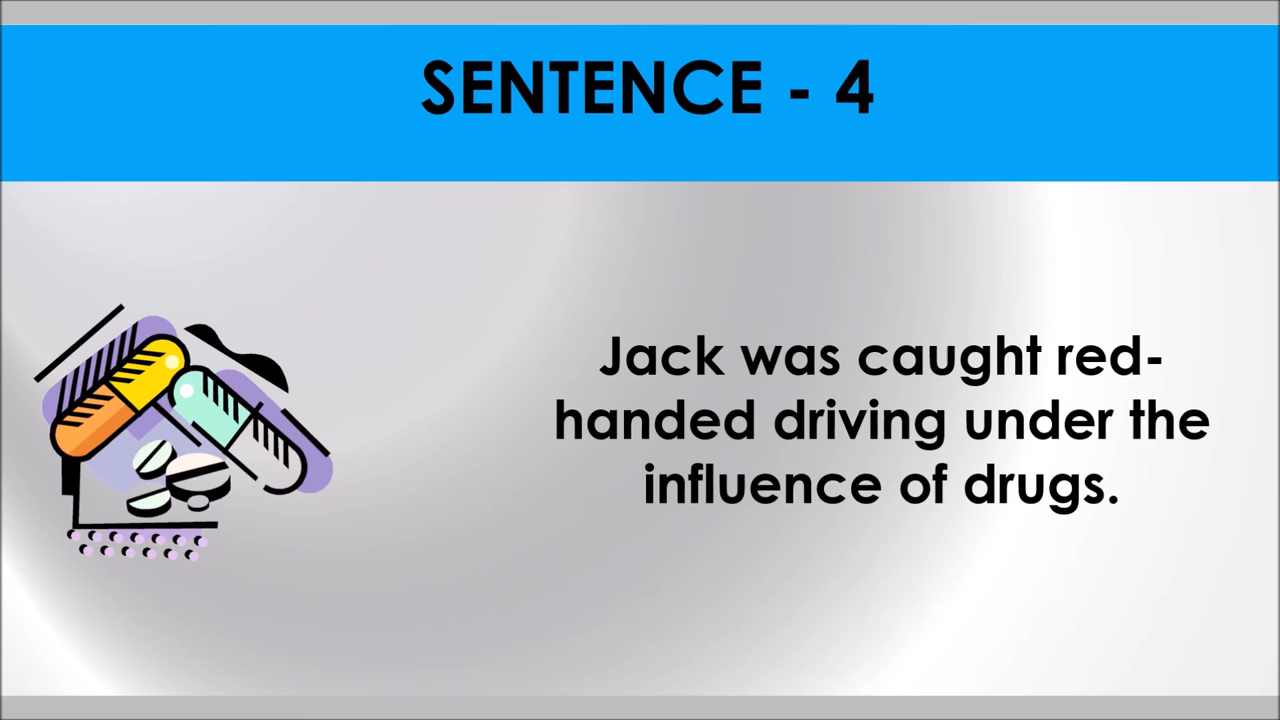 SENTENCE - 4
Jack was caught red-
handed driving under the
influence of drugs.